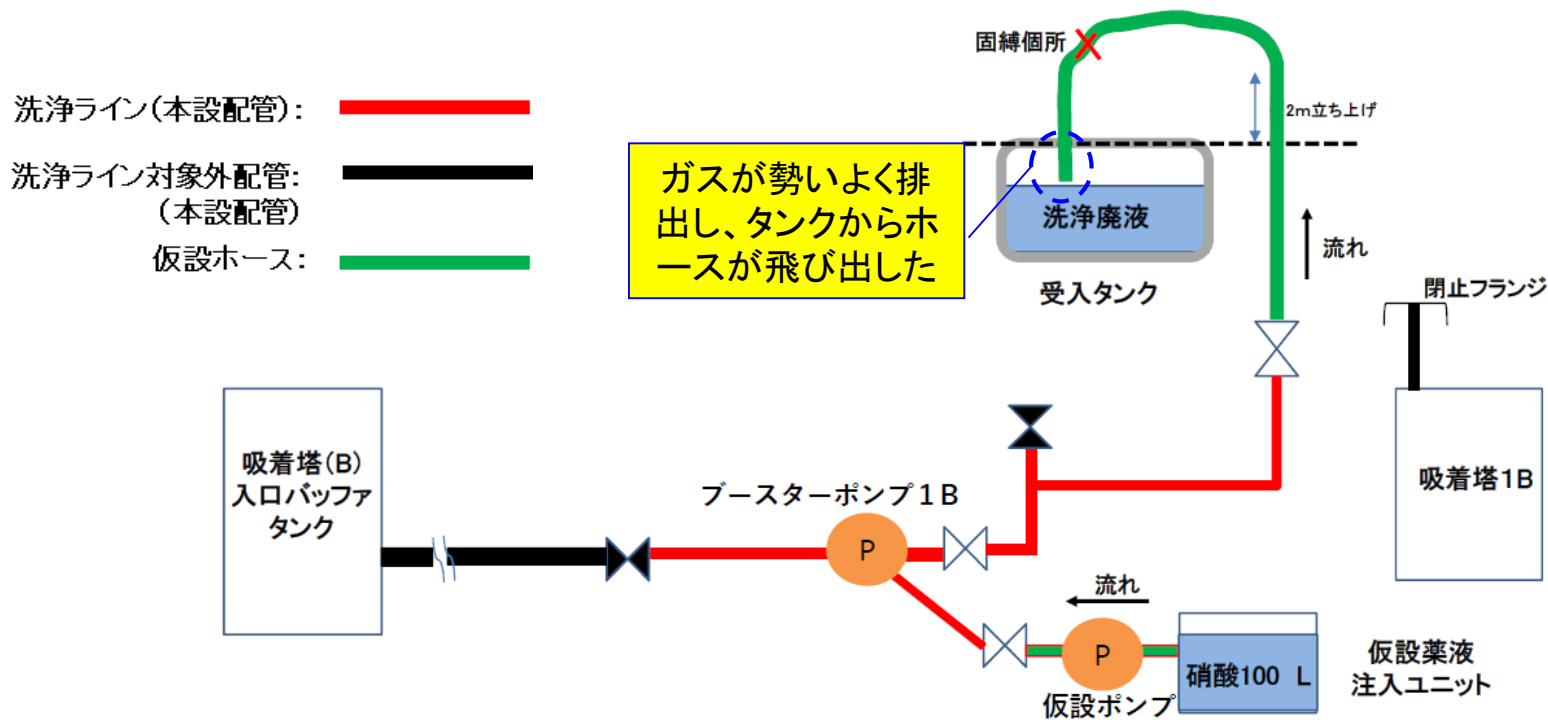 洗浄ライン(本設配管):
洗浄ライン対象外配管:
(本設配管)
仮設ホース:
固縛個所
2m立ち上げ
ガスが勢いよく排
出し、タンクからホ
ースが飛び出した
洗浄廃液
受入タンク
流れ
閉止フランジ
吸着塔(B)
入口バッファ
タンク
ブースターポンプ1B
P
吸着塔1B
流れ
P
仮設ポンプ
硝酸100 L
仮設薬液
注入ユニット